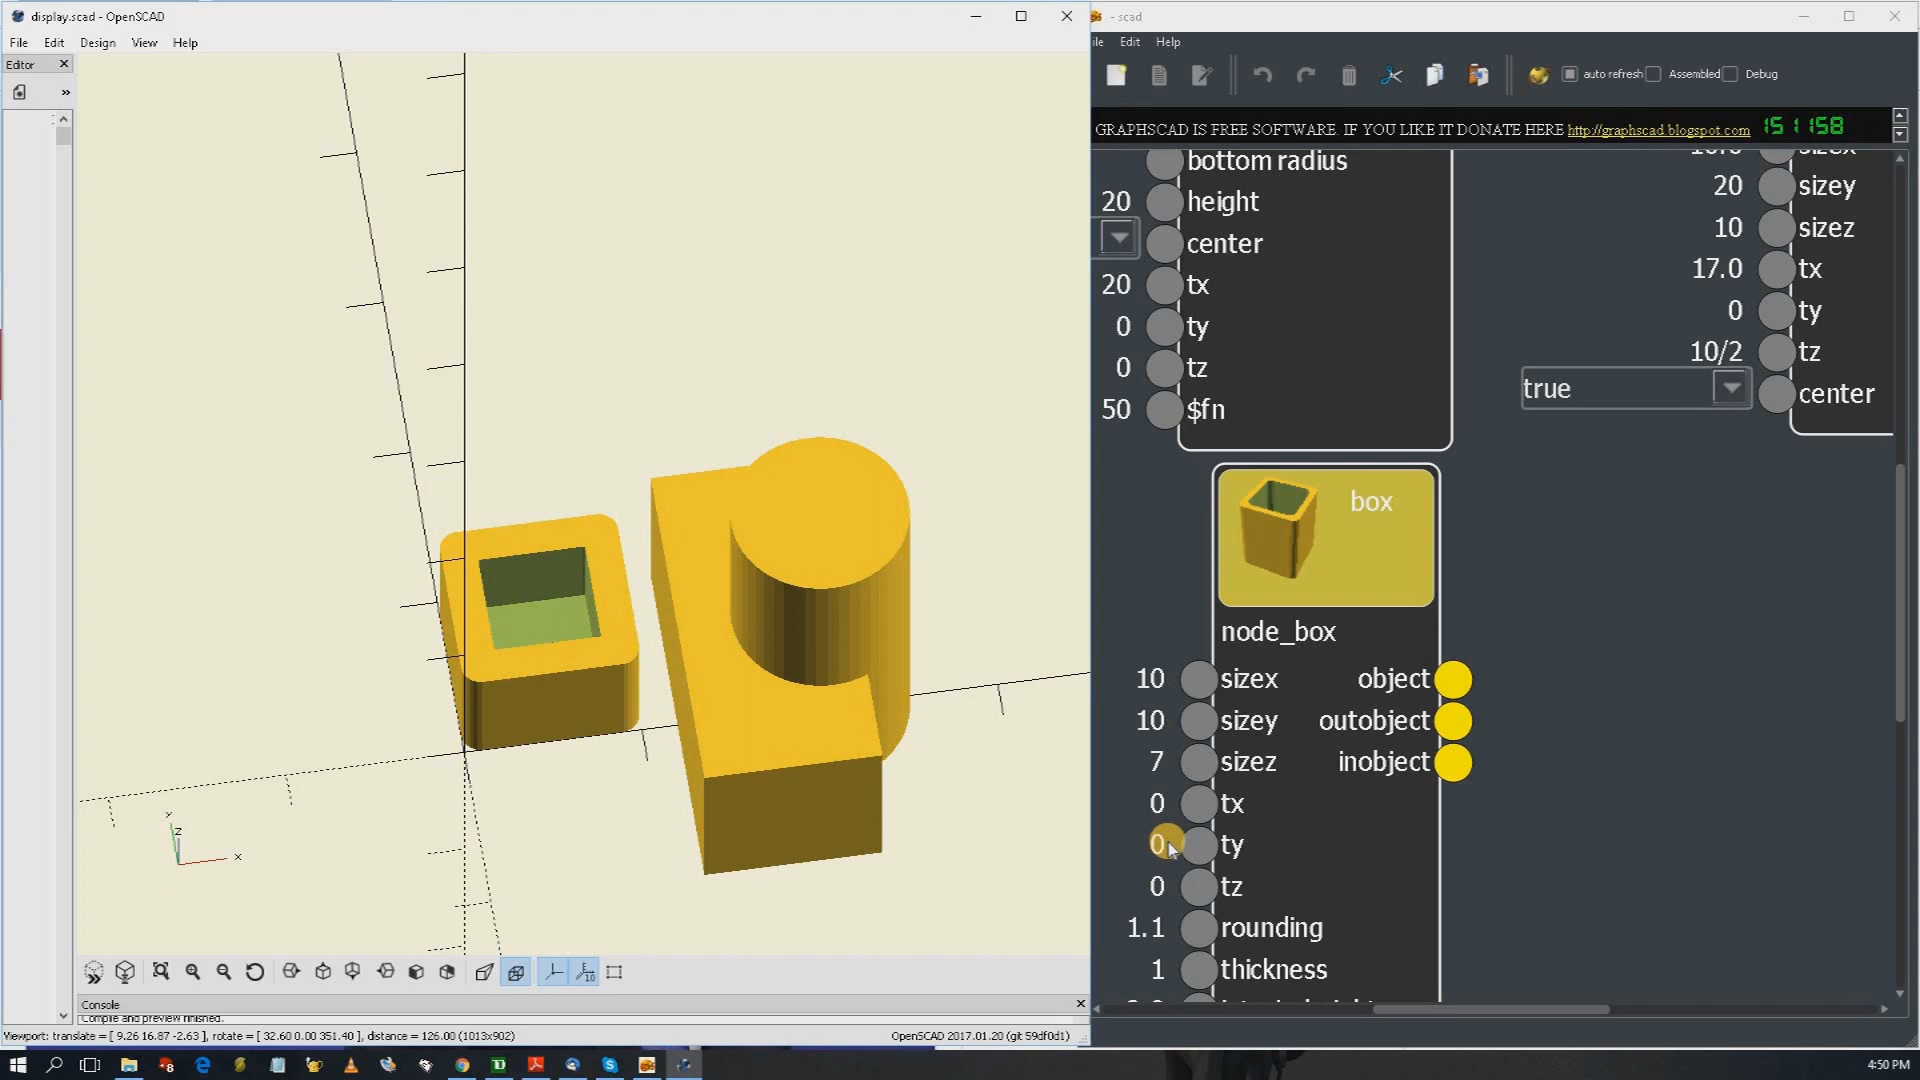 display.scad - OpenSCAD
File Edit Design View Help
Editor
»
- scad
ile Edit Help
auto refresh Assembled Debug
GRAPHSCAD IS FREE SOFTWARE. IF YOU LIKE IT DONATE HERE http://graphscad.blogspot.com 151158
bottom radius
20 height
center
20 tx
0 ty
0 tz
50 $fn
sizex
20 sizey
10 sizez
17.0 tx
0 ty
10/2 tz
true center
box
node_box
10 sizex object
10 sizey outobject
7 sizez inobject
0 tx
0 ty
0 tz
1.1 rounding
1 thickness
y
z
x
10
Console
Compile and preview finished.
Viewport: translate = [ 9.26 16.87 -2.63 ], rotate = [ 32.60 0.00 351.40 ], distance = 126.00 (1013x902)
OpenSCAD 2017.01.20 (git 59df0d1)
4:50 PM